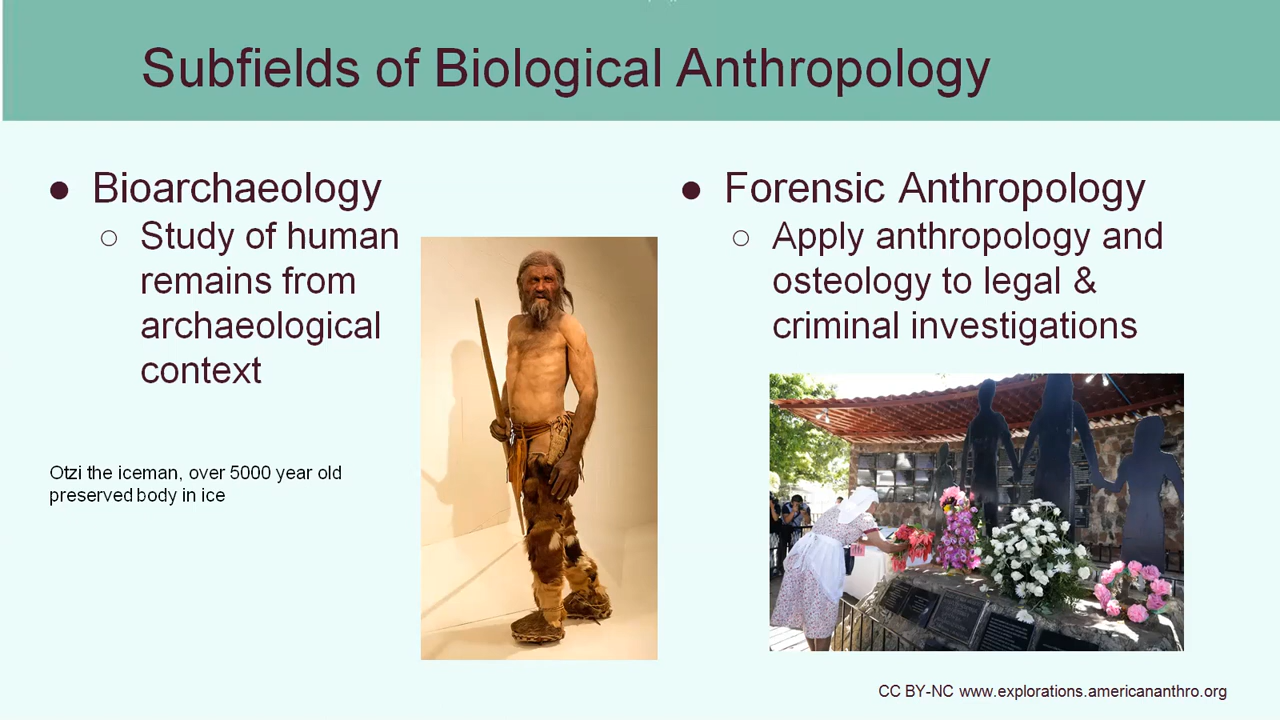 Subfields of Biological Anthropology
● Bioarchaeology
○ Study of human
remains from
archaeological
context
Otzi the iceman, over 5000 year old
preserved body in ice
● Forensic Anthropology
○ Apply anthropology and
osteology to legal &
criminal investigations
CC BY-NC www.explorations.americananthro.org